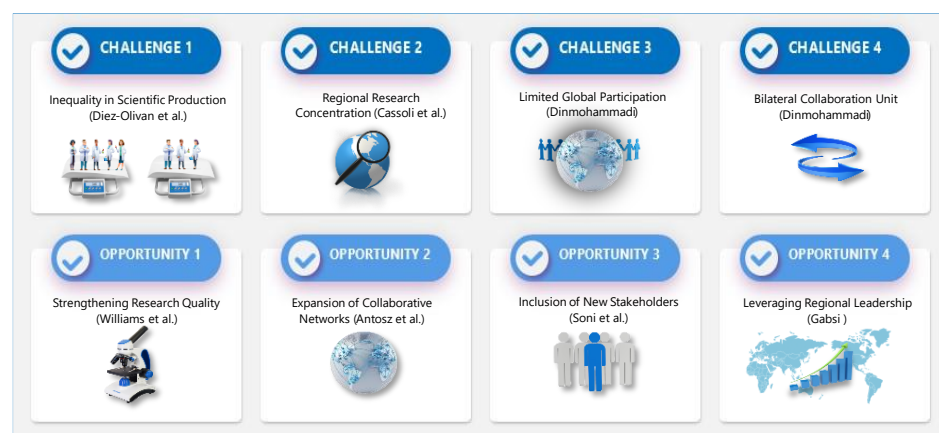 CHALLENGE 1
Inequality in Scientific Production
(Diez-Olivan et al.)
CHALLENGE 2
Regional Research
Concentration (Cassoli et al.)
CHALLENGE 3
Limited Global Participation
(Dinmohammadi)
CHALLENGE 4
Bilateral Collaboration Unit
(Dinmohammadi)
OPPORTUNITY 1
Strengthening Research Quality
(Williams et al.)
OPPORTUNITY 2
Expansion of Collaborative
Networks (Antosz et al.)
OPPORTUNITY 3
Inclusion of New Stakeholders
(Soni et al.)
OPPORTUNITY 4
Leveraging Regional Leadership
(Gabsi )